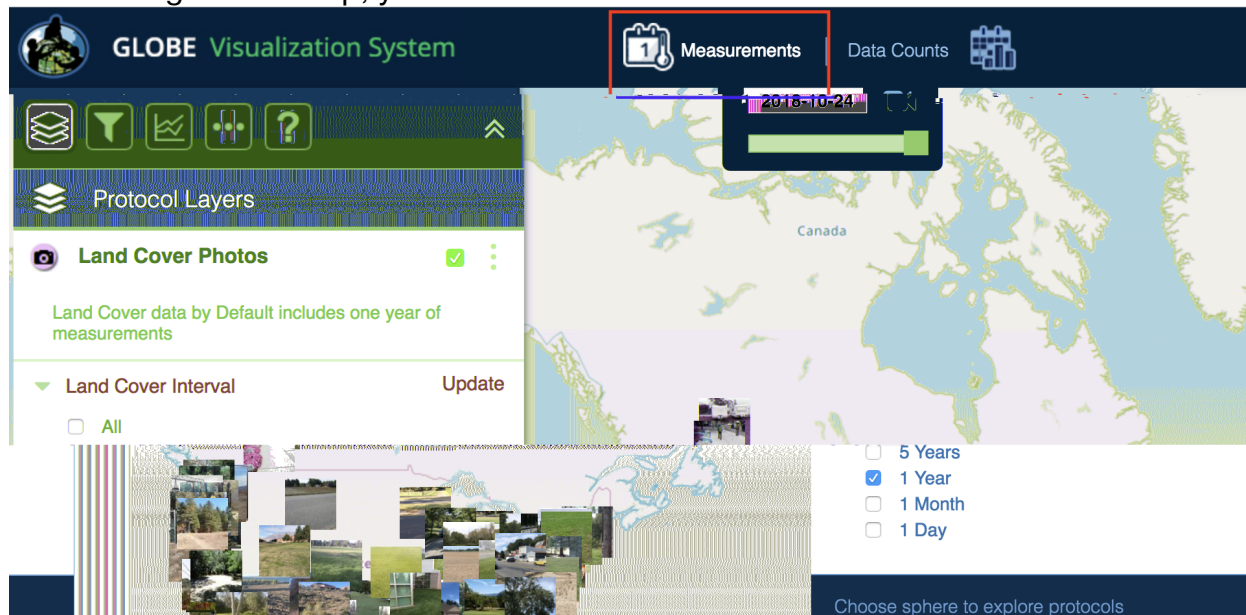 GLOBE Visualization System
1 Measurements
Data Counts
2018-10-24
Protocol Layers
Canada
Land Cover Photos
Land Cover data by Default includes one year of
measurements
Land Cover Interval
Update
All
5 Years
1 Year
1 Month
1 Day
Choose sphere to explore protocols